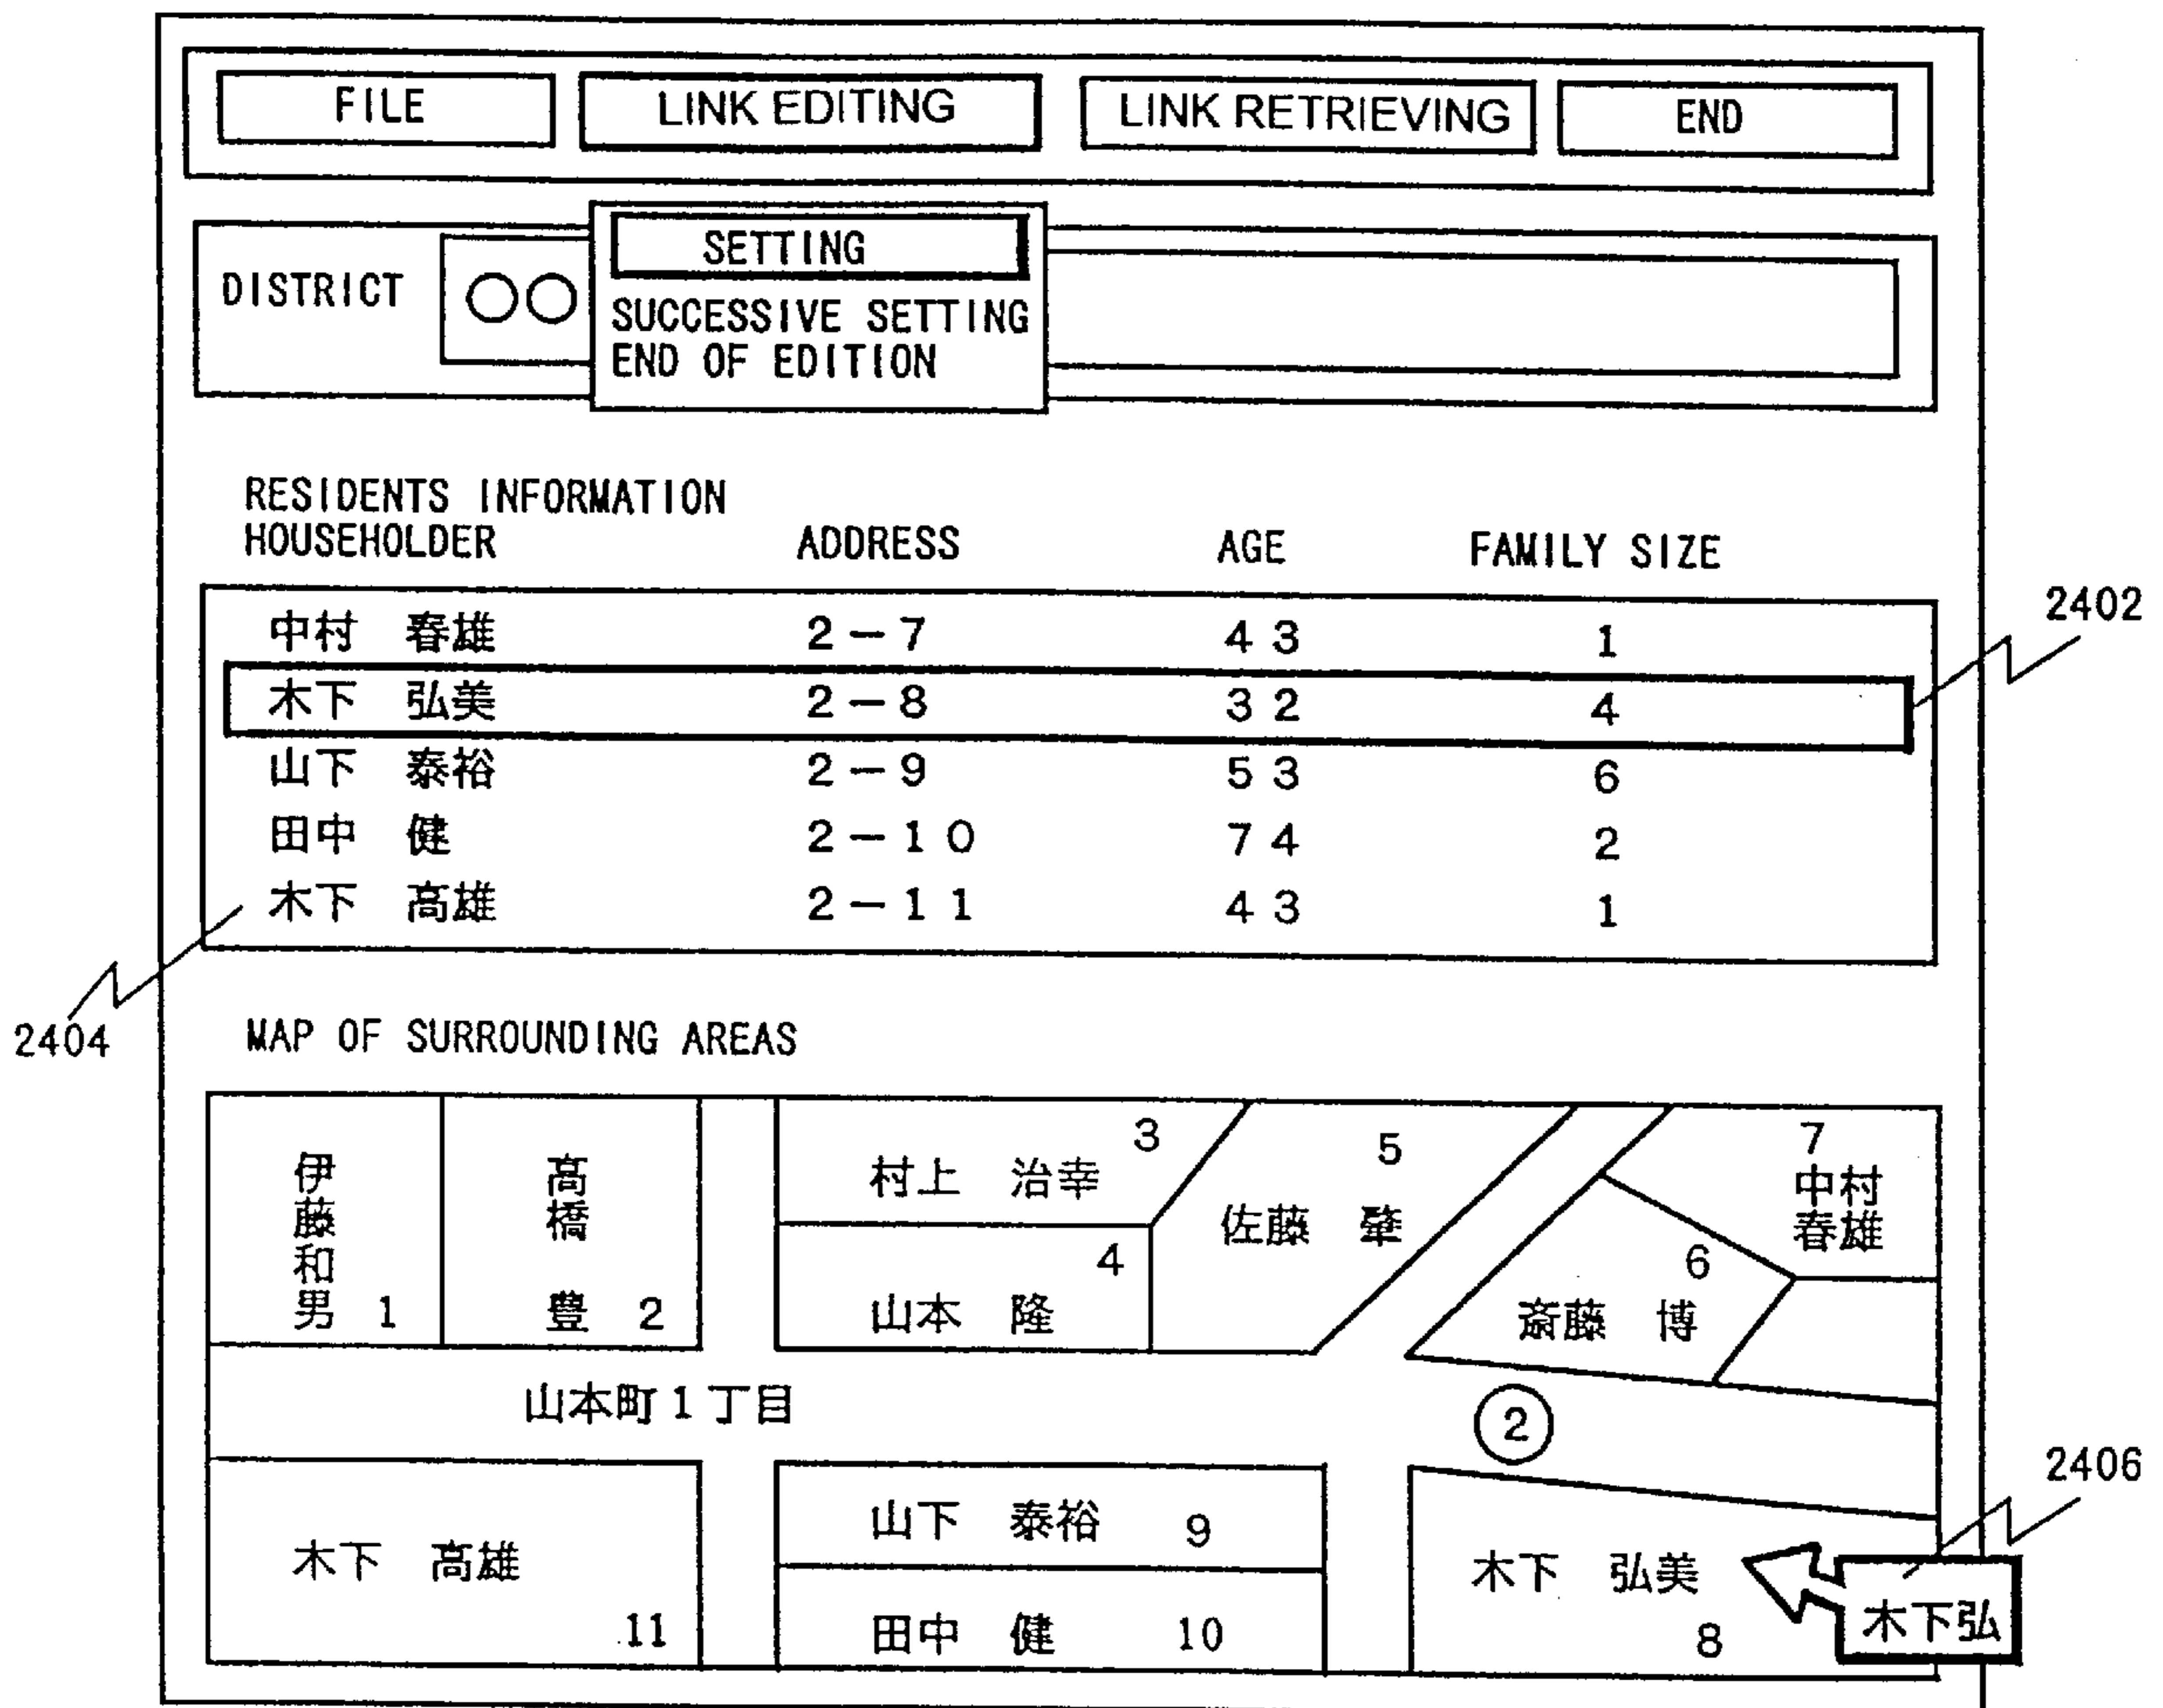 FILE LINK EDITING LINK RETRIEVING END
SETTING
DISTRICT ○○
SUCCESSIVE SETTING
END OF EDITION
RESIDENTS INFORMATION
HOUSEHOLDER ADDRESS AGE FAMILY SIZE
2402
中村 春雄 2-7 43 1
木下 弘美 2-8 32 4
山下 泰裕 2-9 53 6
田中 健 2-10 74 2
木下 高雄 2-11 43 1
2404
MAP OF SURROUNDING AREAS
伊藤和男 1
高橋 豊 2
村上 治幸 3
山本 隆 4
佐藤 肇 5
斎藤 博 6
7
中村
春雄
山本町1丁目
②
2406
木下 高雄 11
山下 泰裕 9
田中 健 10
木下 弘美 8
木下弘